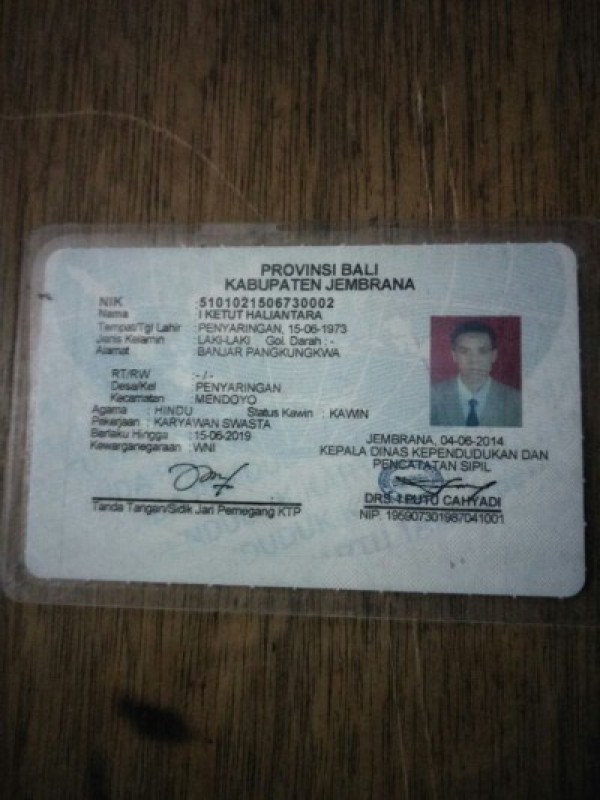 PROVINSI BALI
KABUPATEN JEMBRANA
NIK : 5101021506730002
Nama : I KETUT HALIANTARA
Tempat/Tgl Lahir : PENYARINGAN, 15-06-1973
Jenis Kelamin : LAKI-LAKI Gol. Darah : -
Alamat : BANJAR PANGKUNGKWA
RT/RW : - / -
Desa/Kel : PENYARINGAN
Kecamatan : MENDOYO
Agama : HINDU Status Kawin : KAWIN
Pekerjaan : KARYAWAN SWASTA
Berlaku Hingga : 15-06-2019
Kewarganegaraan : WNI
JEMBRANA, 04-06-2014
KEPALA DINAS KEPENDUDUKAN DAN
PENCATATAN SIPIL
DRS. I PUTU CAHYADI
NIP. 195907301987041001
Tanda Tangan/Sidik Jari Pemegang KTP